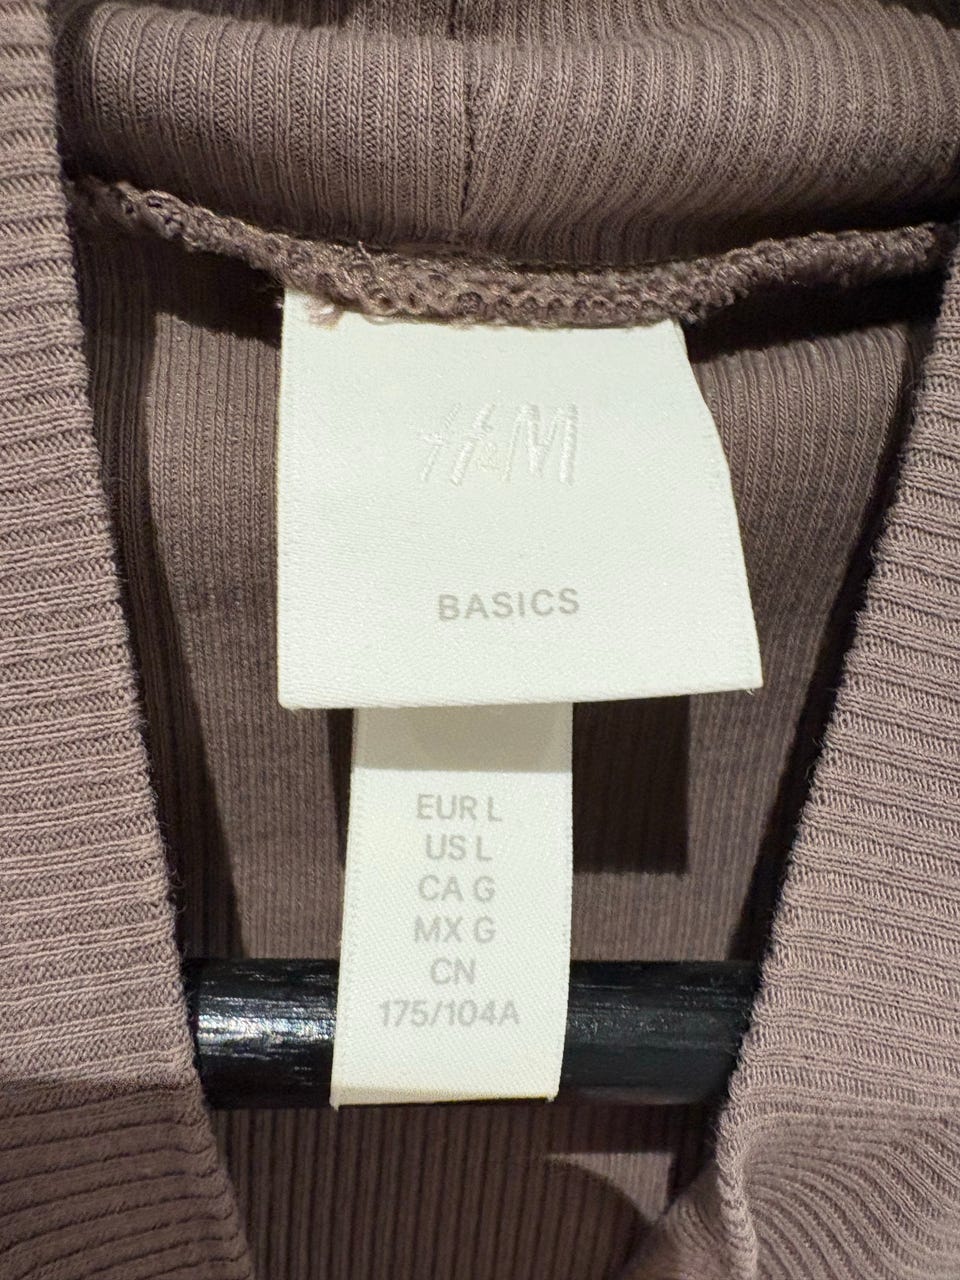 H&M
BASICS
EUR L
US L
CA G
MX G
CN
175/104A